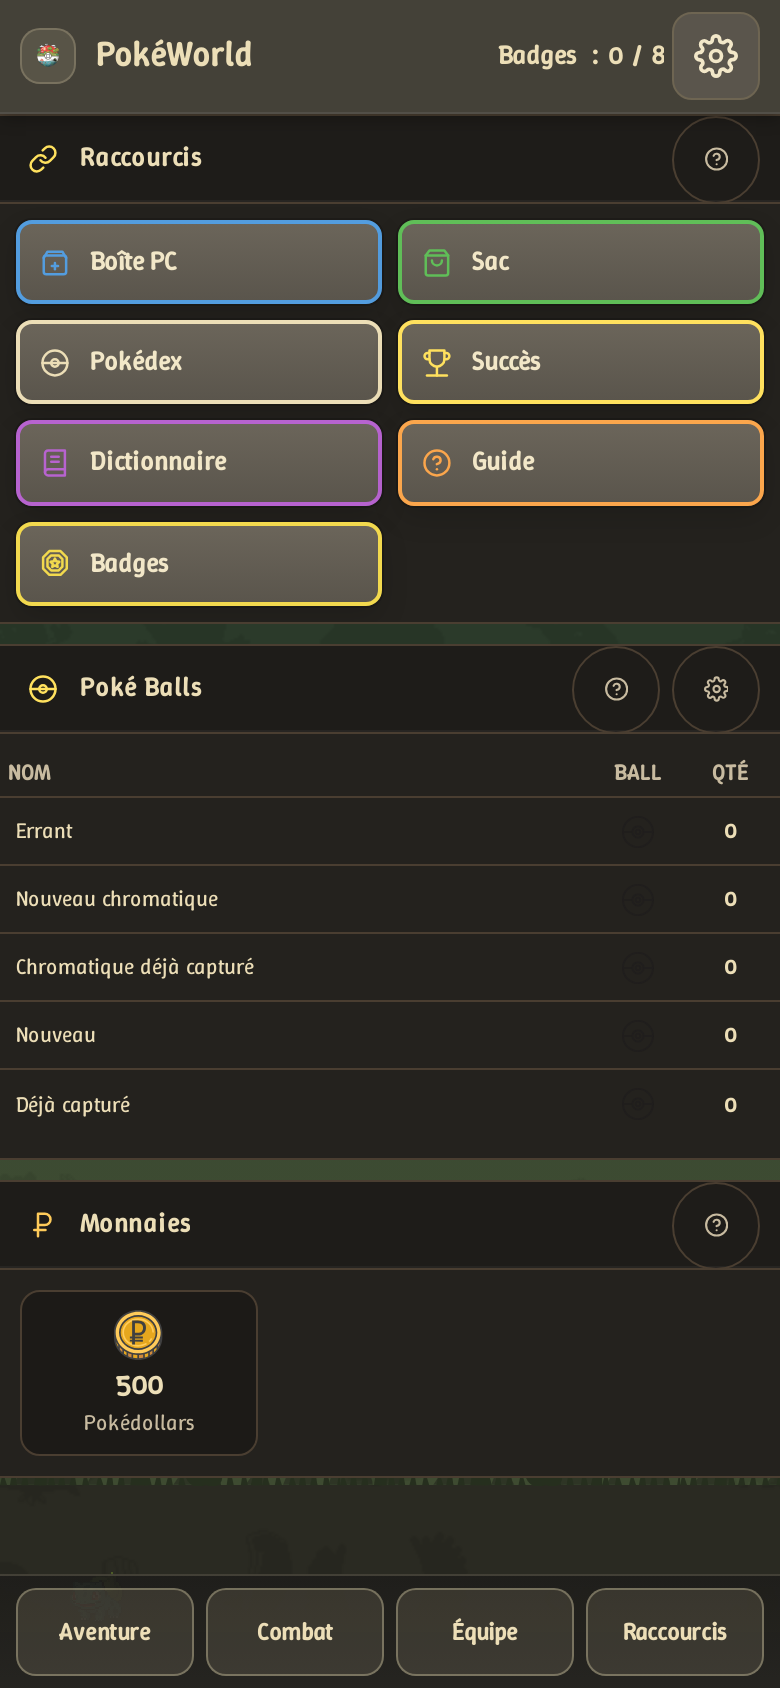 PokéWorld
Badges : 0 / 8
Raccourcis
Boîte PC
Sac
Pokédex
Succès
Dictionnaire
Guide
Badges
Poké Balls
NOM BALL QTÉ
Errant 0
Nouveau chromatique 0
Chromatique déjà capturé 0
Nouveau 0
Déjà capturé 0
Monnaies
500
Pokédollars
Aventure
Combat
Équipe
Raccourcis